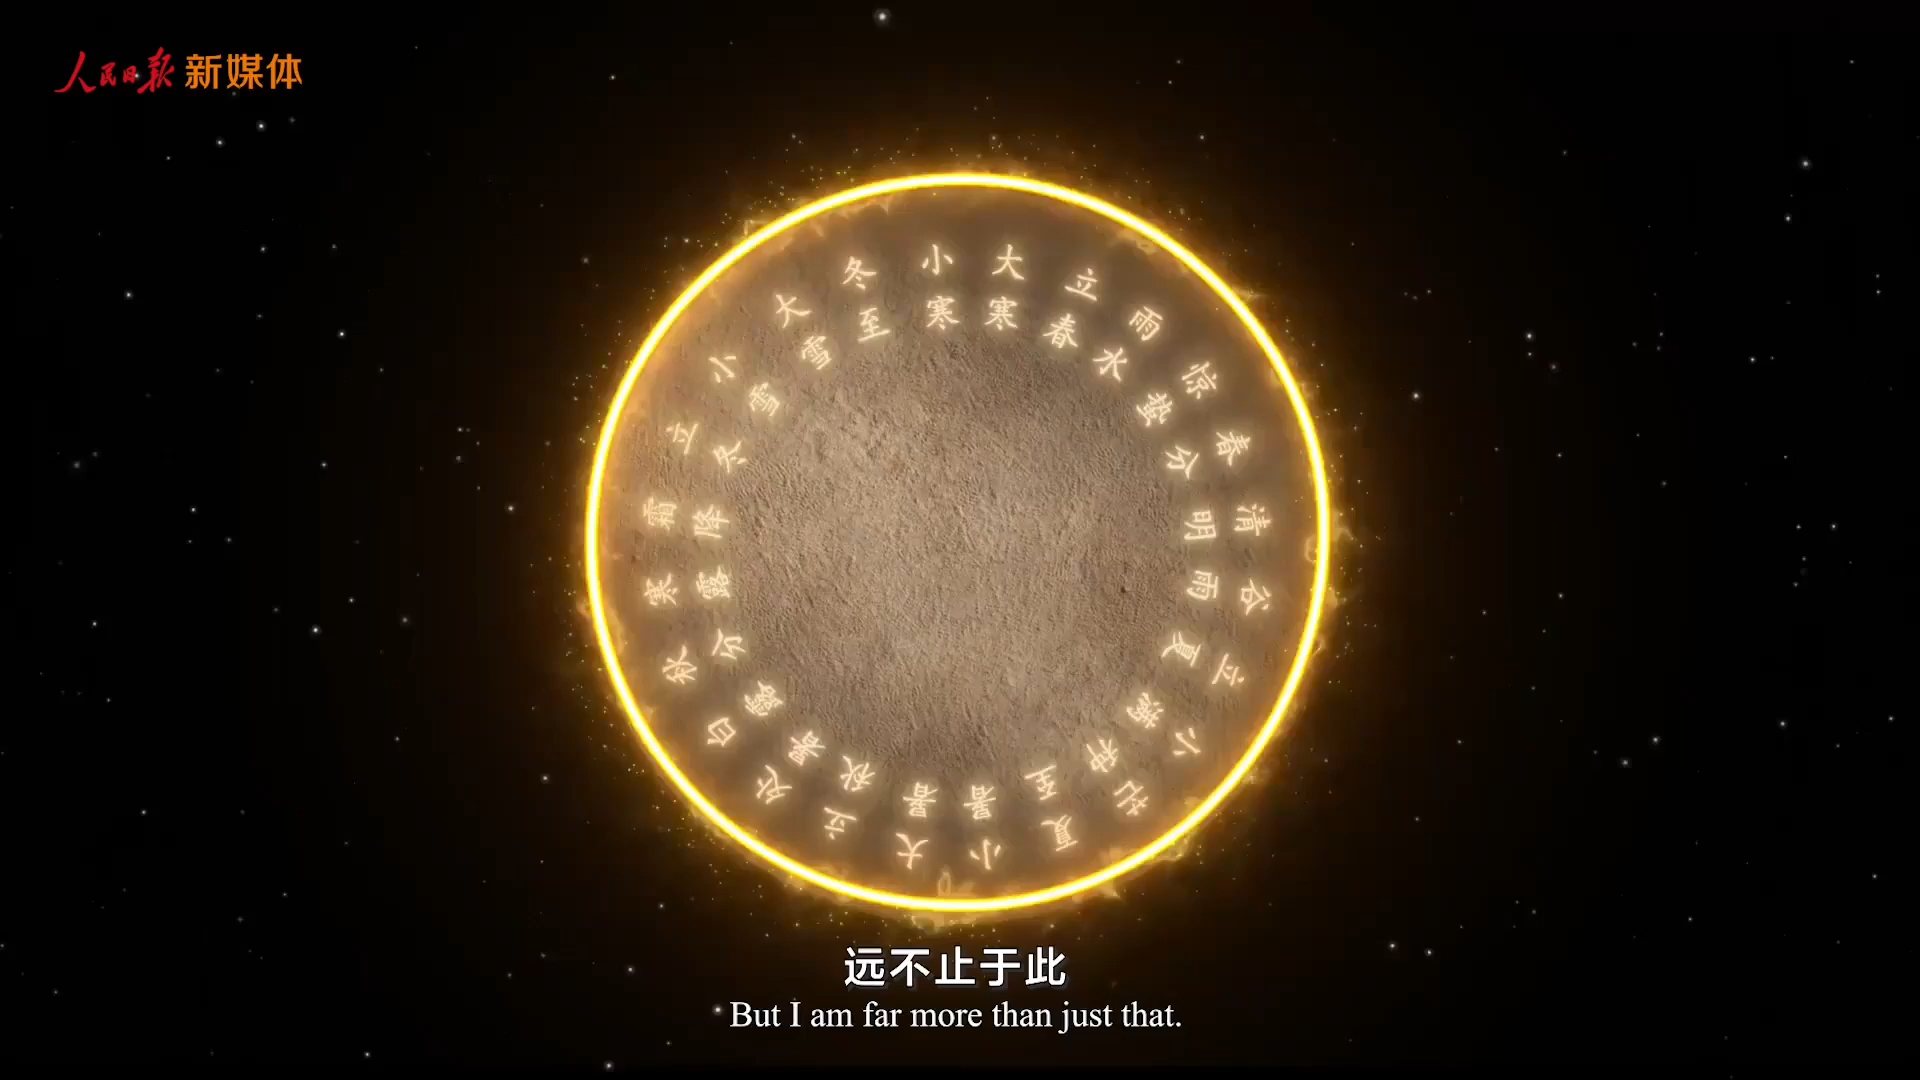 人民日报 新媒体
小寒
大寒
立春
雨水
惊蛰
春分
清明
谷雨
立夏
小满
芒种
夏至
小暑
大暑
立秋
处暑
白露
秋分
寒露
霜降
立冬
小雪
大雪
冬至
远不止于此
But I am far more than just that.